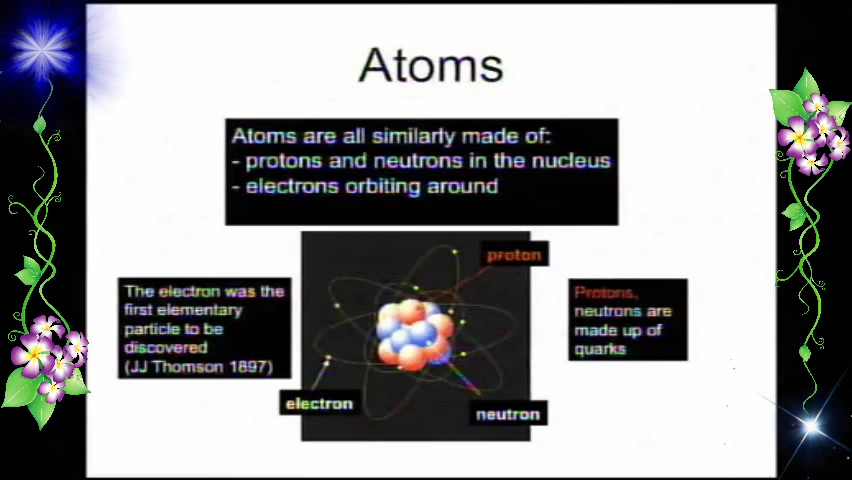 Atoms
Atoms are all similarly made of:
- protons and neutrons in the nucleus
- electrons orbiting around
proton
The electron was the
first elementary
particle to be
discovered
(JJ Thomson 1897)
Protons,
neutrons are
made up of
quarks
electron
neutron